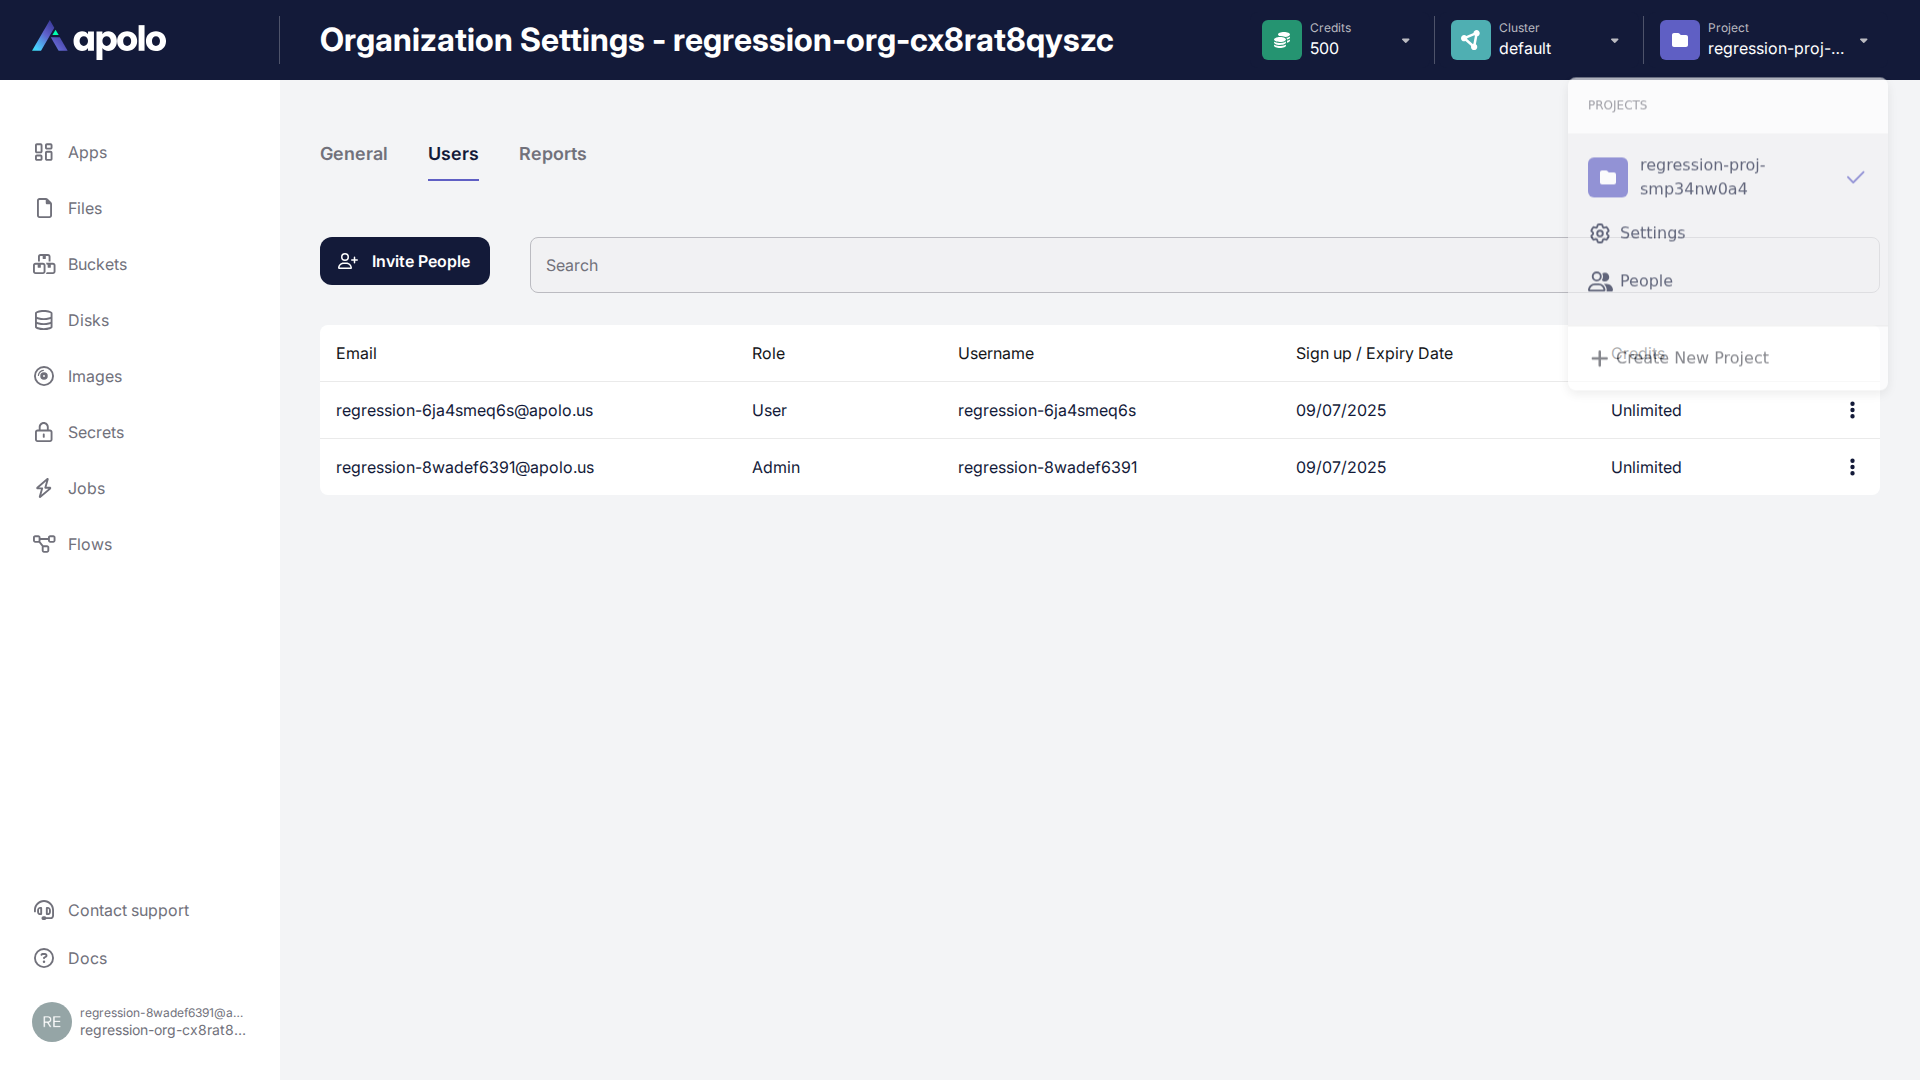 apolo
Organization Settings - regression-org-cx8rat8qyszc
Credits
500
Cluster
default
Project
regression-proj-...
Apps
Files
Buckets
Disks
Images
Secrets
Jobs
Flows
General
Users
Reports
Invite People
Search
PROJECTS
regression-proj-
smp34nw0a4
Settings
People
Create New Project
Email Role Username Sign up / Expiry Date Credits
regression-6ja4smeq6s@apolo.us User regression-6ja4smeq6s 09/07/2025 Unlimited
regression-8wadef6391@apolo.us Admin regression-8wadef6391 09/07/2025 Unlimited
Contact support
Docs
RE
regression-8wadef6391@a...
regression-org-cx8rat8...